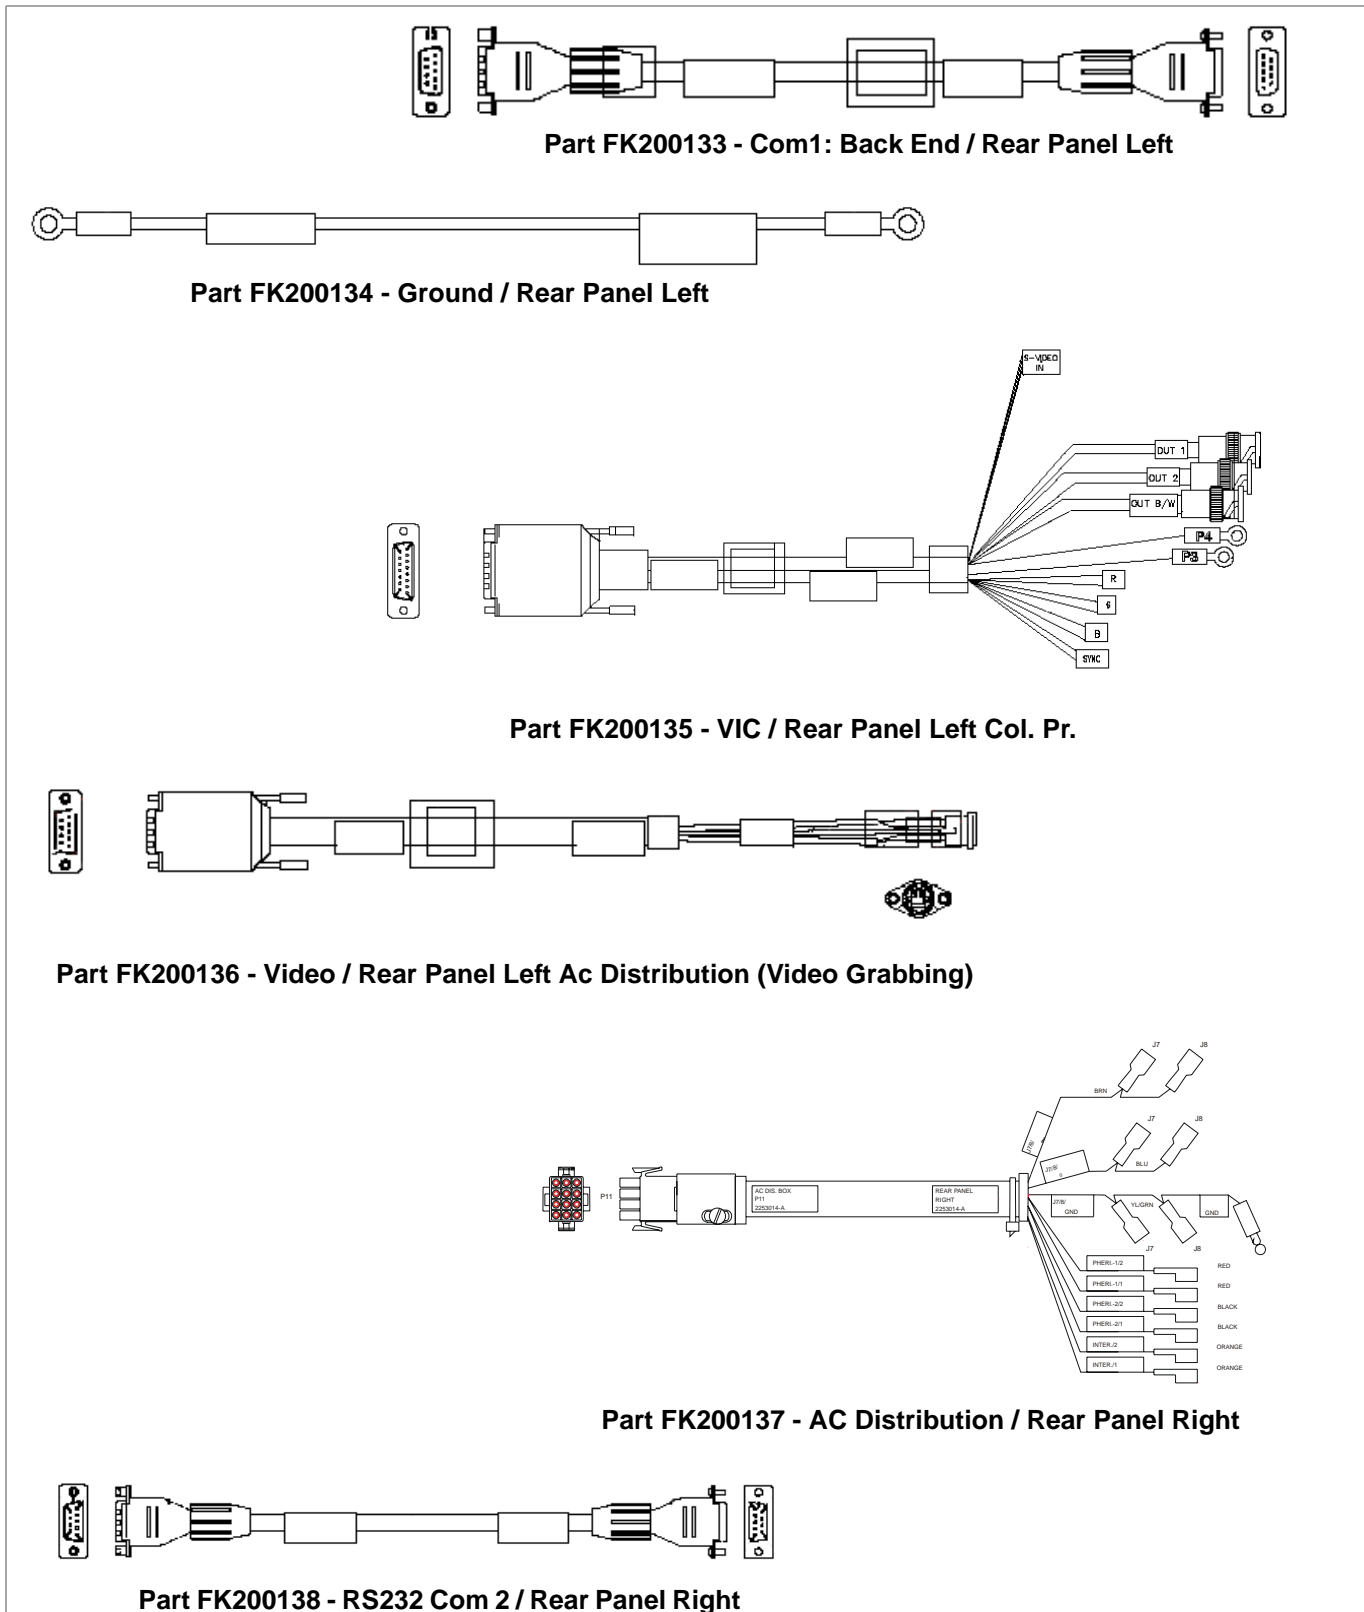 Part FK200133 - Com1: Back End / Rear Panel Left
Part FK200134 - Ground / Rear Panel Left
S-VIDEO
IN
OUT 1
OUT 2
OUT B/W
P4
P3
R
G
B
SYNC
Part FK200135 - VIC / Rear Panel Left Col. Pr.
Part FK200136 - Video / Rear Panel Left Ac Distribution (Video Grabbing)
J7 J8
BRN
J7/8/
J7 J8
J7/8/
BLU
P11
AC DIS. BOX
P11
2253014-A
REAR PANEL
RIGHT
2253014-A
J7/8/
GND
YL/GRN
GND
J7 J8
PHERI.-1/2 RED
PHERI.-1/1 RED
PHERI.-2/2 BLACK
PHERI.-2/1 BLACK
INTER./2 ORANGE
INTER./1 ORANGE
Part FK200137 - AC Distribution / Rear Panel Right
Part FK200138 - RS232 Com 2 / Rear Panel Right